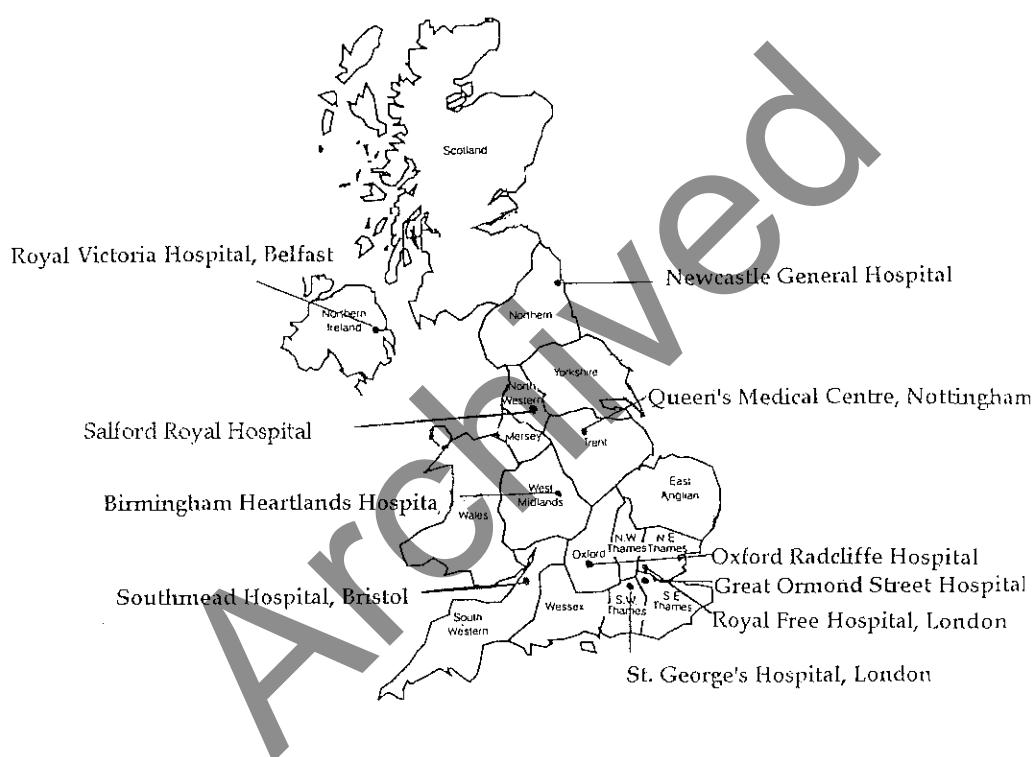 Scotland
Royal Victoria Hospital, Belfast
Newcastle General Hospital
Northern
Ireland
Northern
Yorkshire
North
Western
Queen's Medical Centre, Nottingham
Salford Royal Hospital
Mersey
Trent
Birmingham Heartlands Hospita
West
Midlands
East
Anglian
Wales
N.W
Thames
N E
Thames
Oxford
Oxford Radcliffe Hospital
Great Ormond Street Hospital
Southmead Hospital, Bristol
Wessex
S.W.
Thames
S E
Thames
Royal Free Hospital, London
South
Western
St. George's Hospital, London
Archived